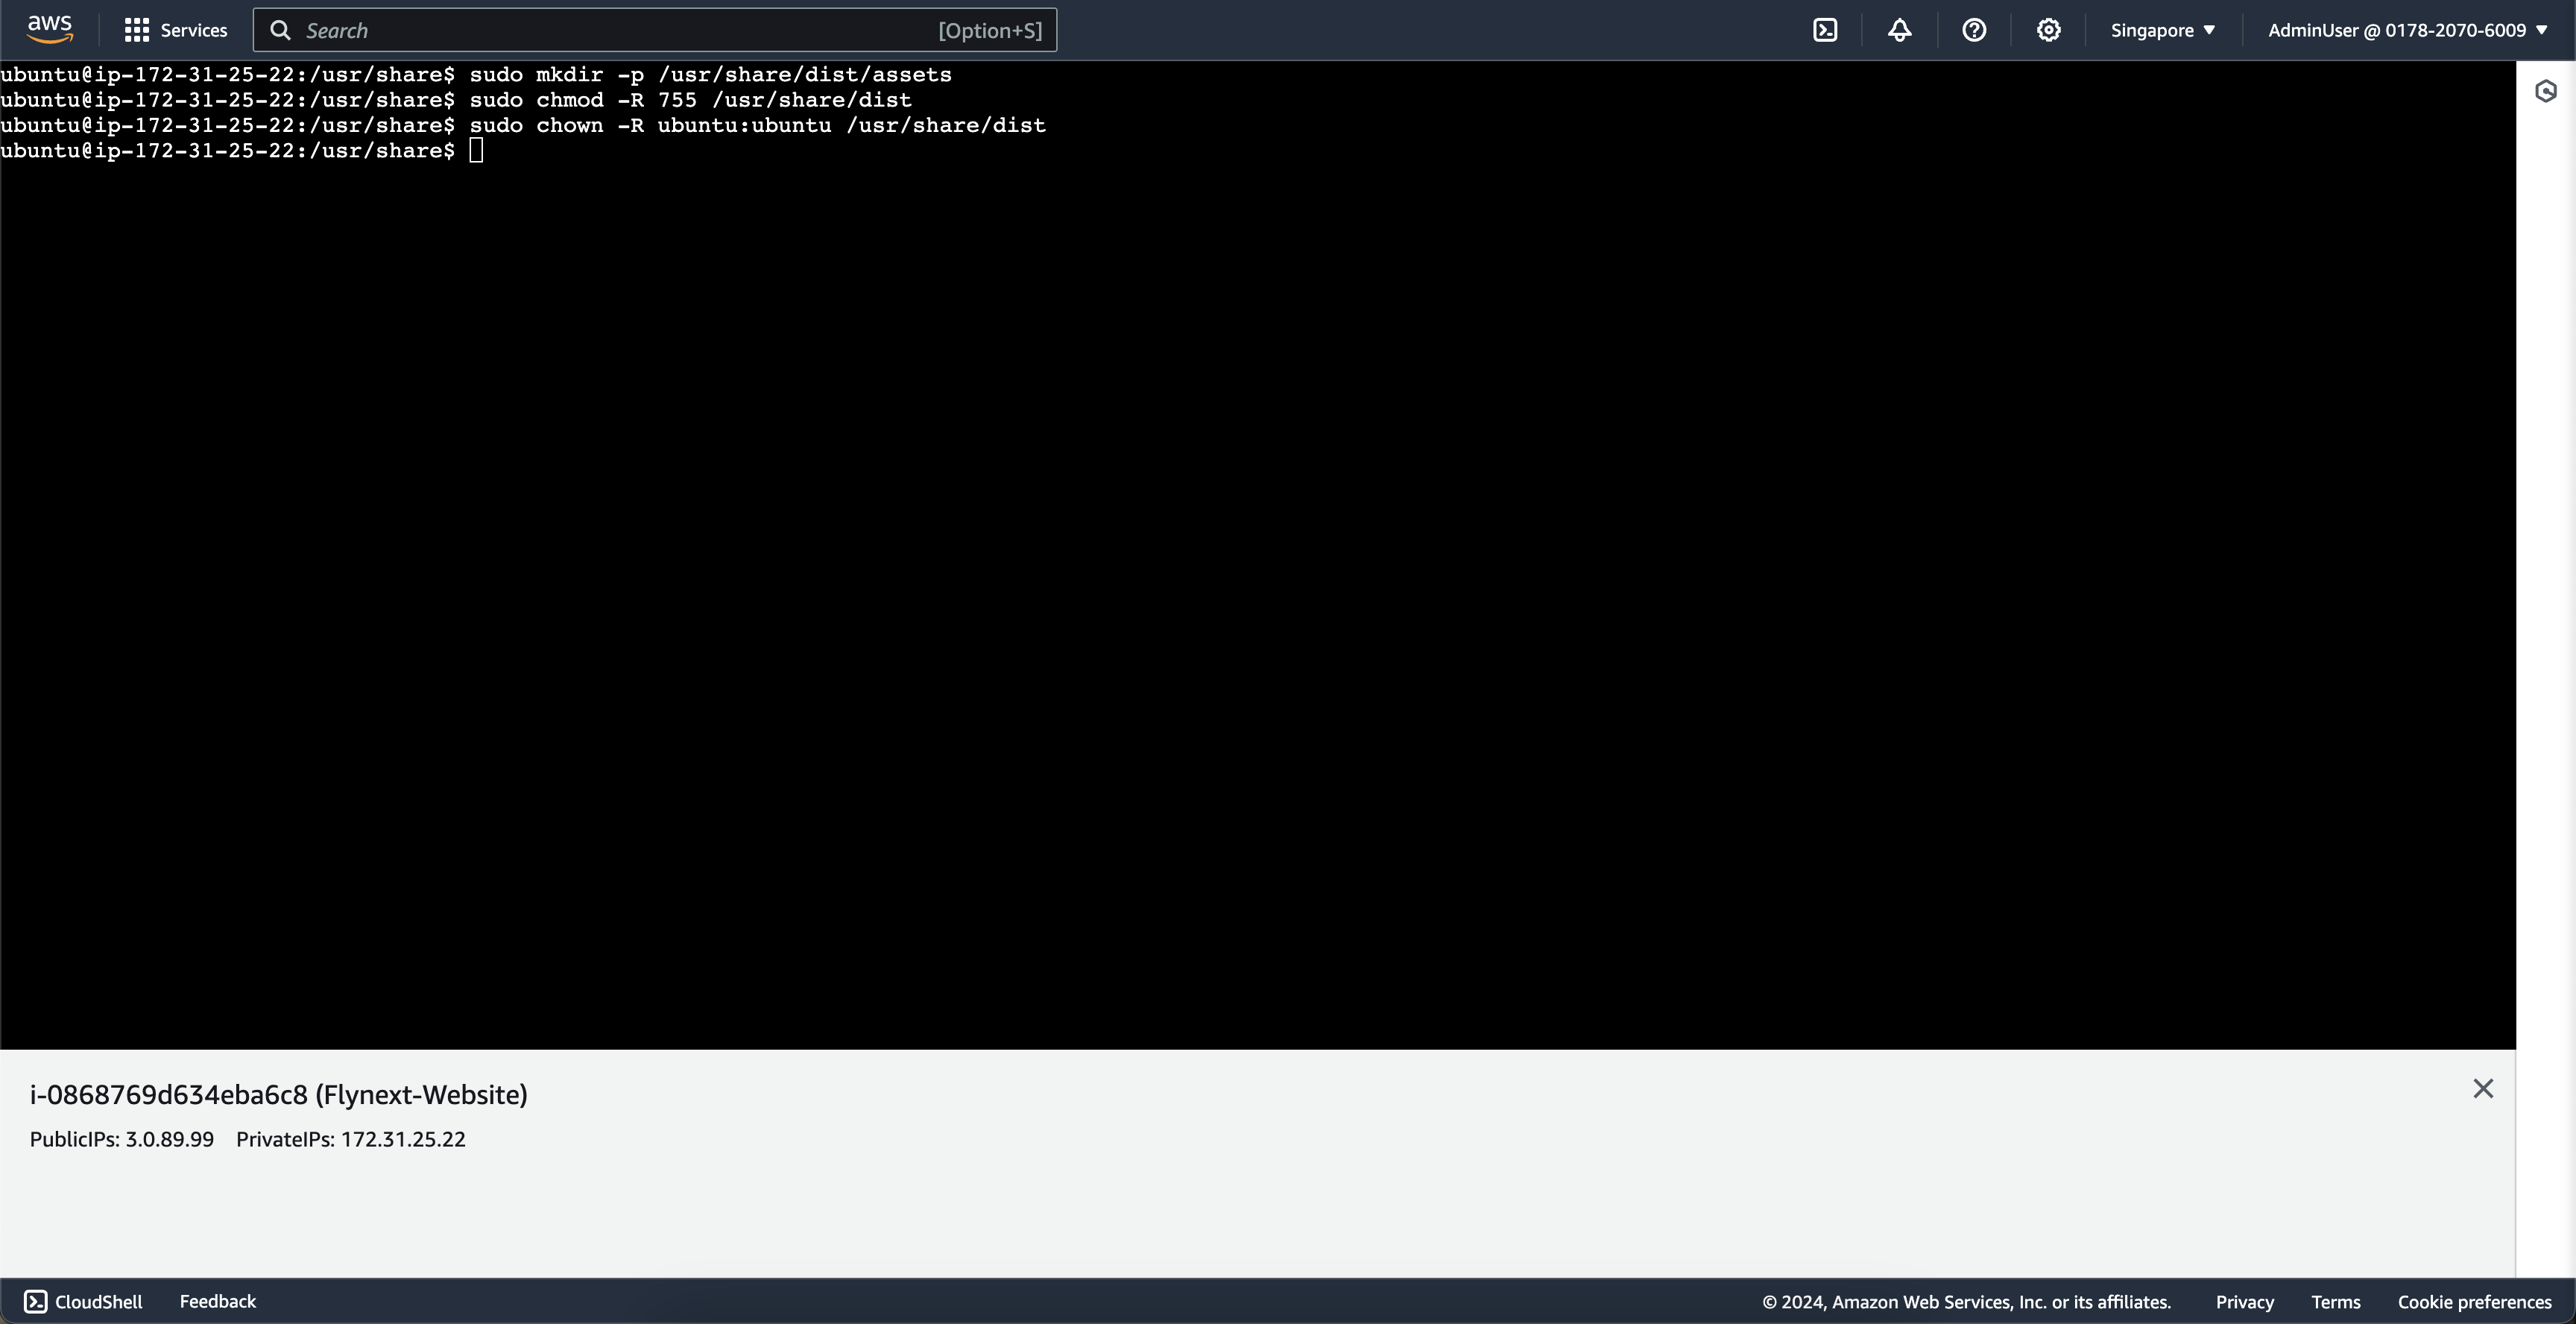 aws
Services
Search [Option+S]
Singapore
AdminUser @ 0178-2070-6009
ubuntu@ip-172-31-25-22:/usr/share$ sudo mkdir -p /usr/share/dist/assets
ubuntu@ip-172-31-25-22:/usr/share$ sudo chmod -R 755 /usr/share/dist
ubuntu@ip-172-31-25-22:/usr/share$ sudo chown -R ubuntu:ubuntu /usr/share/dist
ubuntu@ip-172-31-25-22:/usr/share$
i-0868769d634eba6c8 (Flynext-Website)
PublicIPs: 3.0.89.99 PrivateIPs: 172.31.25.22
CloudShell Feedback © 2024, Amazon Web Services, Inc. or its affiliates. Privacy Terms Cookie preferences